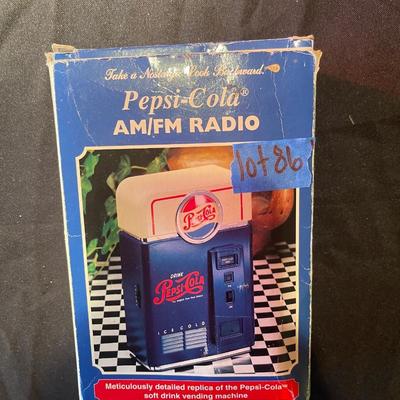 Take a Nostalgic Look Backward.
Pepsi-Cola®
AM/FM RADIO
lot 86
PEPSI-COLA
DRINK
PEPSI-COLA
ICE COLD
Meticulously detailed replica of the Pepsi-Cola™
soft drink vending machine